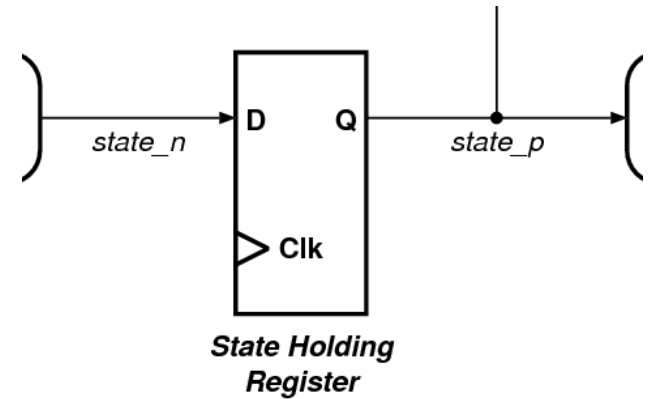 D
Q
state_n
state_p
Clk
State Holding
Register